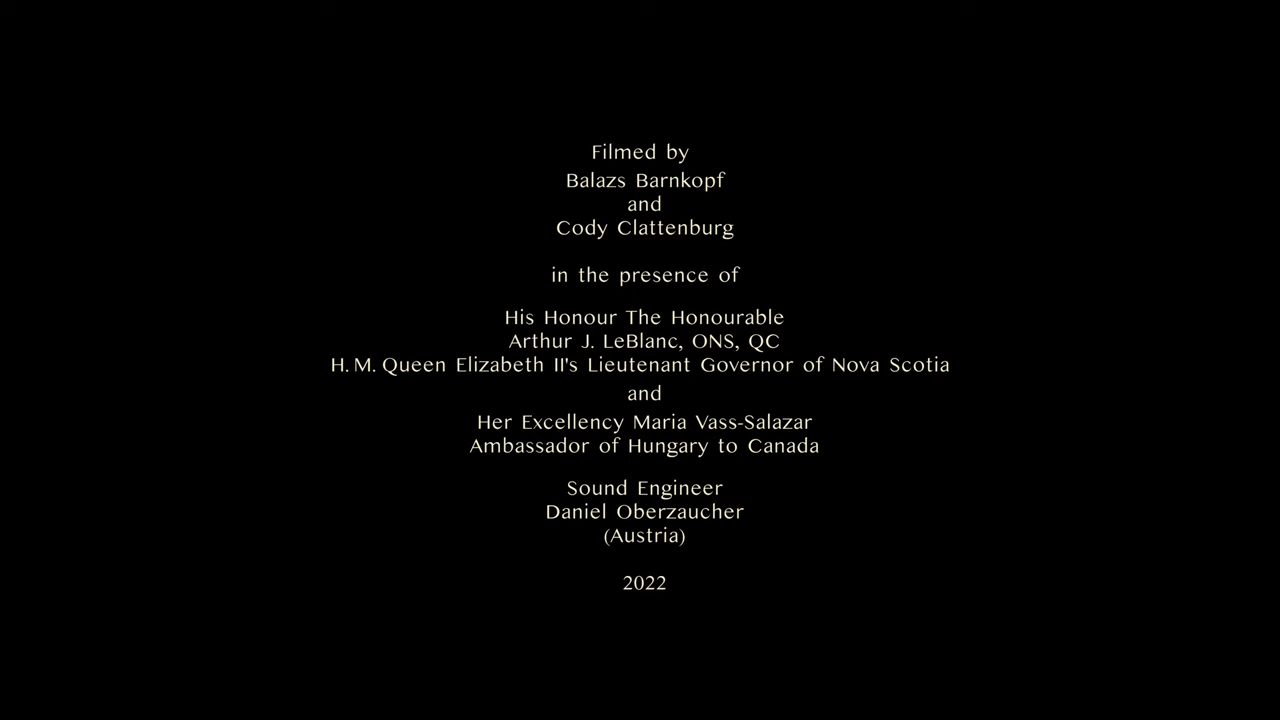 Filmed by
Balazs Barnkopf
and
Cody Clattenburg
in the presence of
His Honour The Honourable
Arthur J. LeBlanc, ONS, QC
H.M. Queen Elizabeth II's Lieutenant Governor of Nova Scotia
and
Her Excellency Maria Vass-Salazar
Ambassador of Hungary to Canada
Sound Engineer
Daniel Oberzaucher
(Austria)
2022